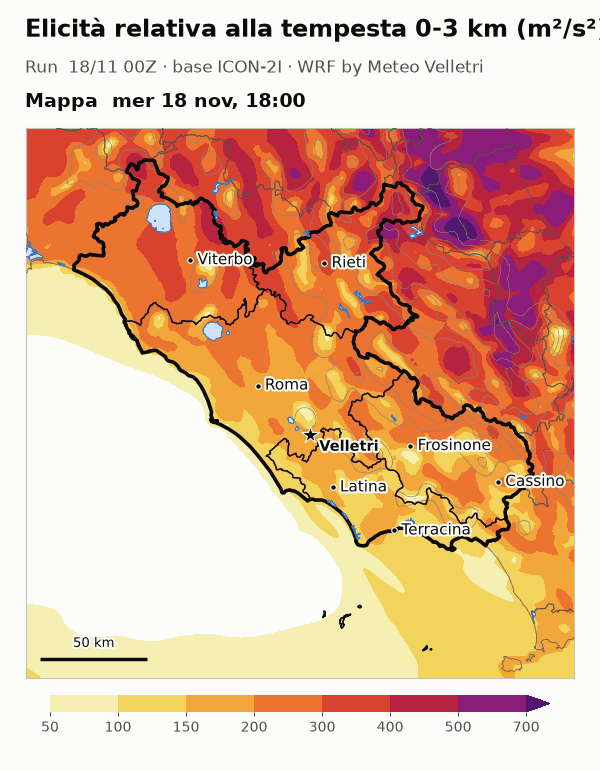 Elicità relativa alla tempesta 0-3 km (m²/s²)
Run 18/11 00Z · base ICON-2I · WRF by Meteo Velletri
Mappa mer 18 nov, 18:00
Viterbo
Rieti
Roma
Velletri
Frosinone
Latina
Cassino
Terracina
50 km
50 100 150 200 300 400 500 700